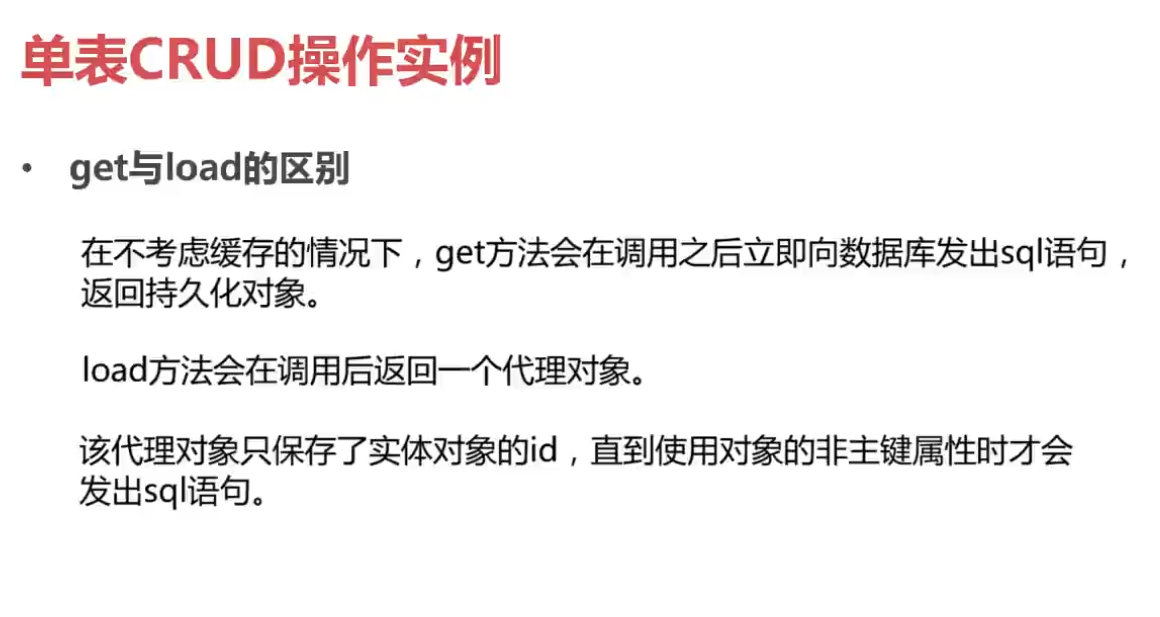 单表CRUD操作实例
• get与load的区别
在不考虑缓存的情况下，get方法会在调用之后立即向数据库发出sql语句，
返回持久化对象。
load方法会在调用后返回一个代理对象。
该代理对象只保存了实体对象的id，直到使用对象的非主键属性时才会
发出sql语句。